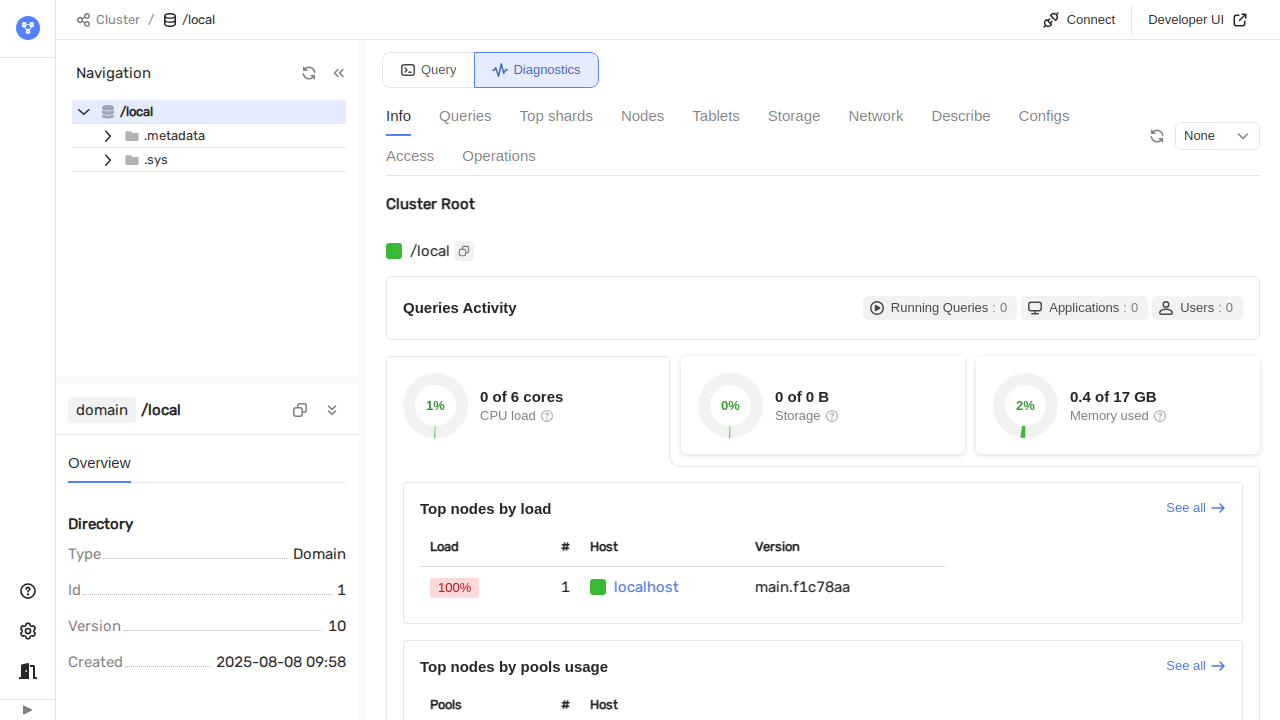 Cluster / /local
Connect
Developer UI
Navigation
/local
.metadata
.sys
domain /local
Overview
Directory
Type Domain
Id 1
Version 10
Created 2025-08-08 09:58
Query
Diagnostics
Info Queries Top shards Nodes Tablets Storage Network Describe Configs
Access Operations
None
Cluster Root
/local
Queries Activity
Running Queries : 0
Applications : 0
Users : 0
1%
0 of 6 cores
CPU load
0%
0 of 0 B
Storage
2%
0.4 of 17 GB
Memory used
Top nodes by load
See all
Load # Host Version
100% 1 localhost main.f1c78aa
Top nodes by pools usage
See all
Pools # Host